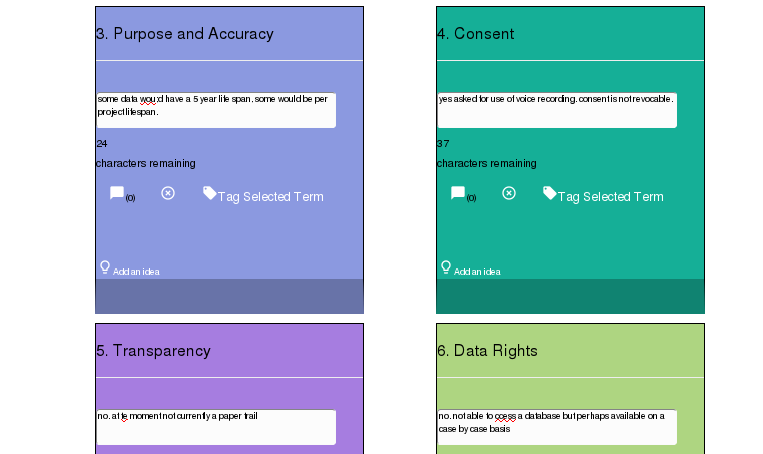 3. Purpose and Accuracy
some data wou;d have a 5 year life span. some would be per
project lifespan.
24
characters remaining
(0)
Tag Selected Term
Add an idea
4. Consent
yes asked for use of voice recording. consent is not revocable.
37
characters remaining
(0)
Tag Selected Term
Add an idea
5. Transparency
no. at te moment not currently a paper trail
6. Data Rights
no. not able to ccess a database but perhaps available on a
case by case basis